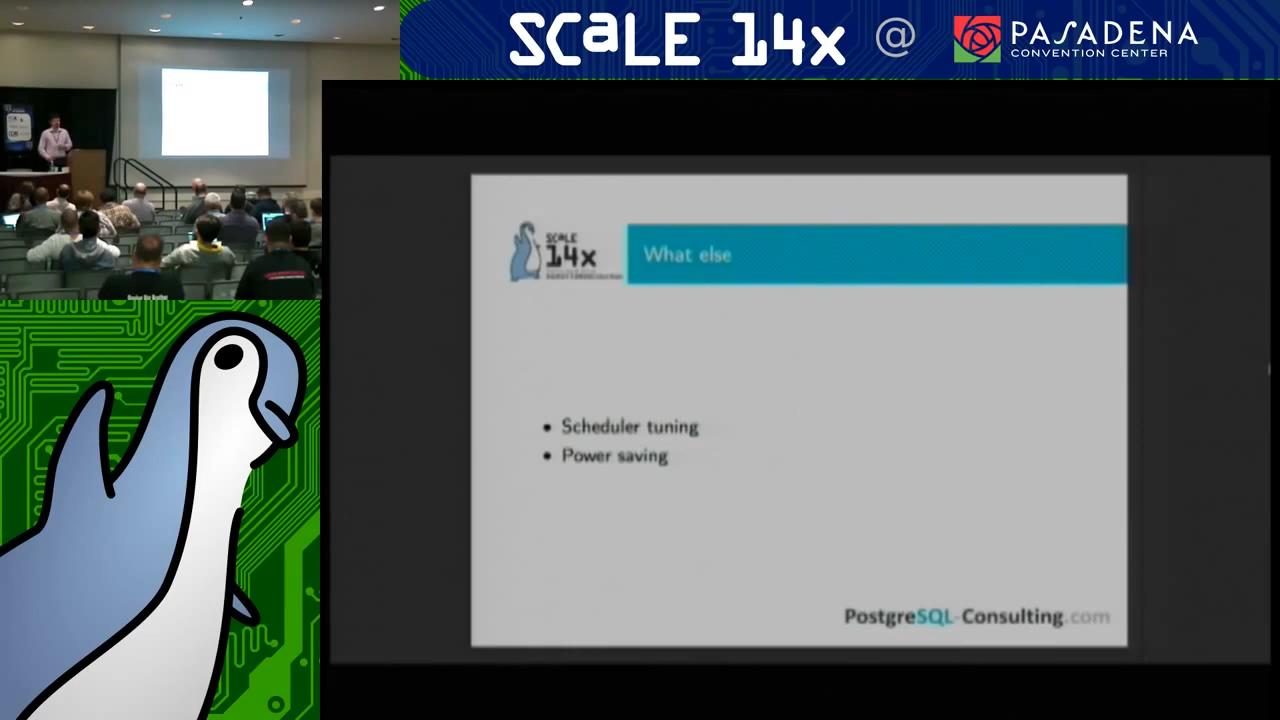 SCaLE 14x @ PASADENA
CONVENTION CENTER
SCALE
14x
What else
• Scheduler tuning
• Power saving
PostgreSQL-Consulting.com